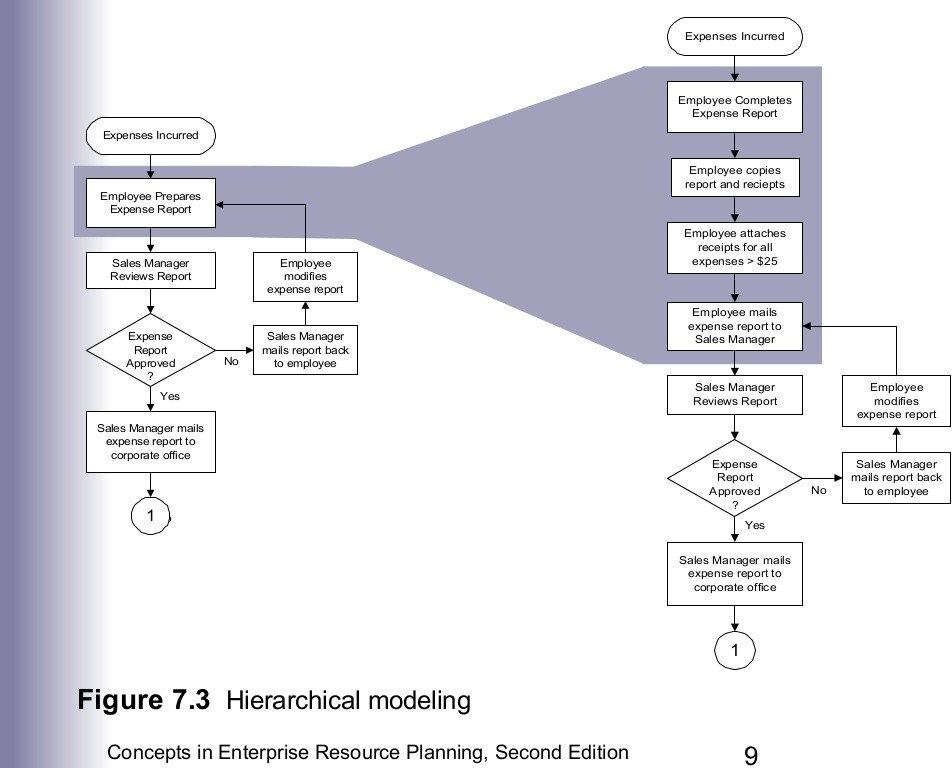 Expenses Incurred
Employee Prepares
Expense Report
Sales Manager
Reviews Report
Employee
modifies
expense report
Expense
Report
Approved
?
No
Sales Manager
mails report back
to employee
Yes
Sales Manager mails
expense report to
corporate office
1
Expenses Incurred
Employee Completes
Expense Report
Employee copies
report and reciepts
Employee attaches
receipts for all
expenses > $25
Employee mails
expense report to
Sales Manager
Sales Manager
Reviews Report
Employee
modifies
expense report
Expense
Report
Approved
?
No
Sales Manager
mails report back
to employee
Yes
Sales Manager mails
expense report to
corporate office
1
Figure 7.3 Hierarchical modeling
Concepts in Enterprise Resource Planning, Second Edition
9